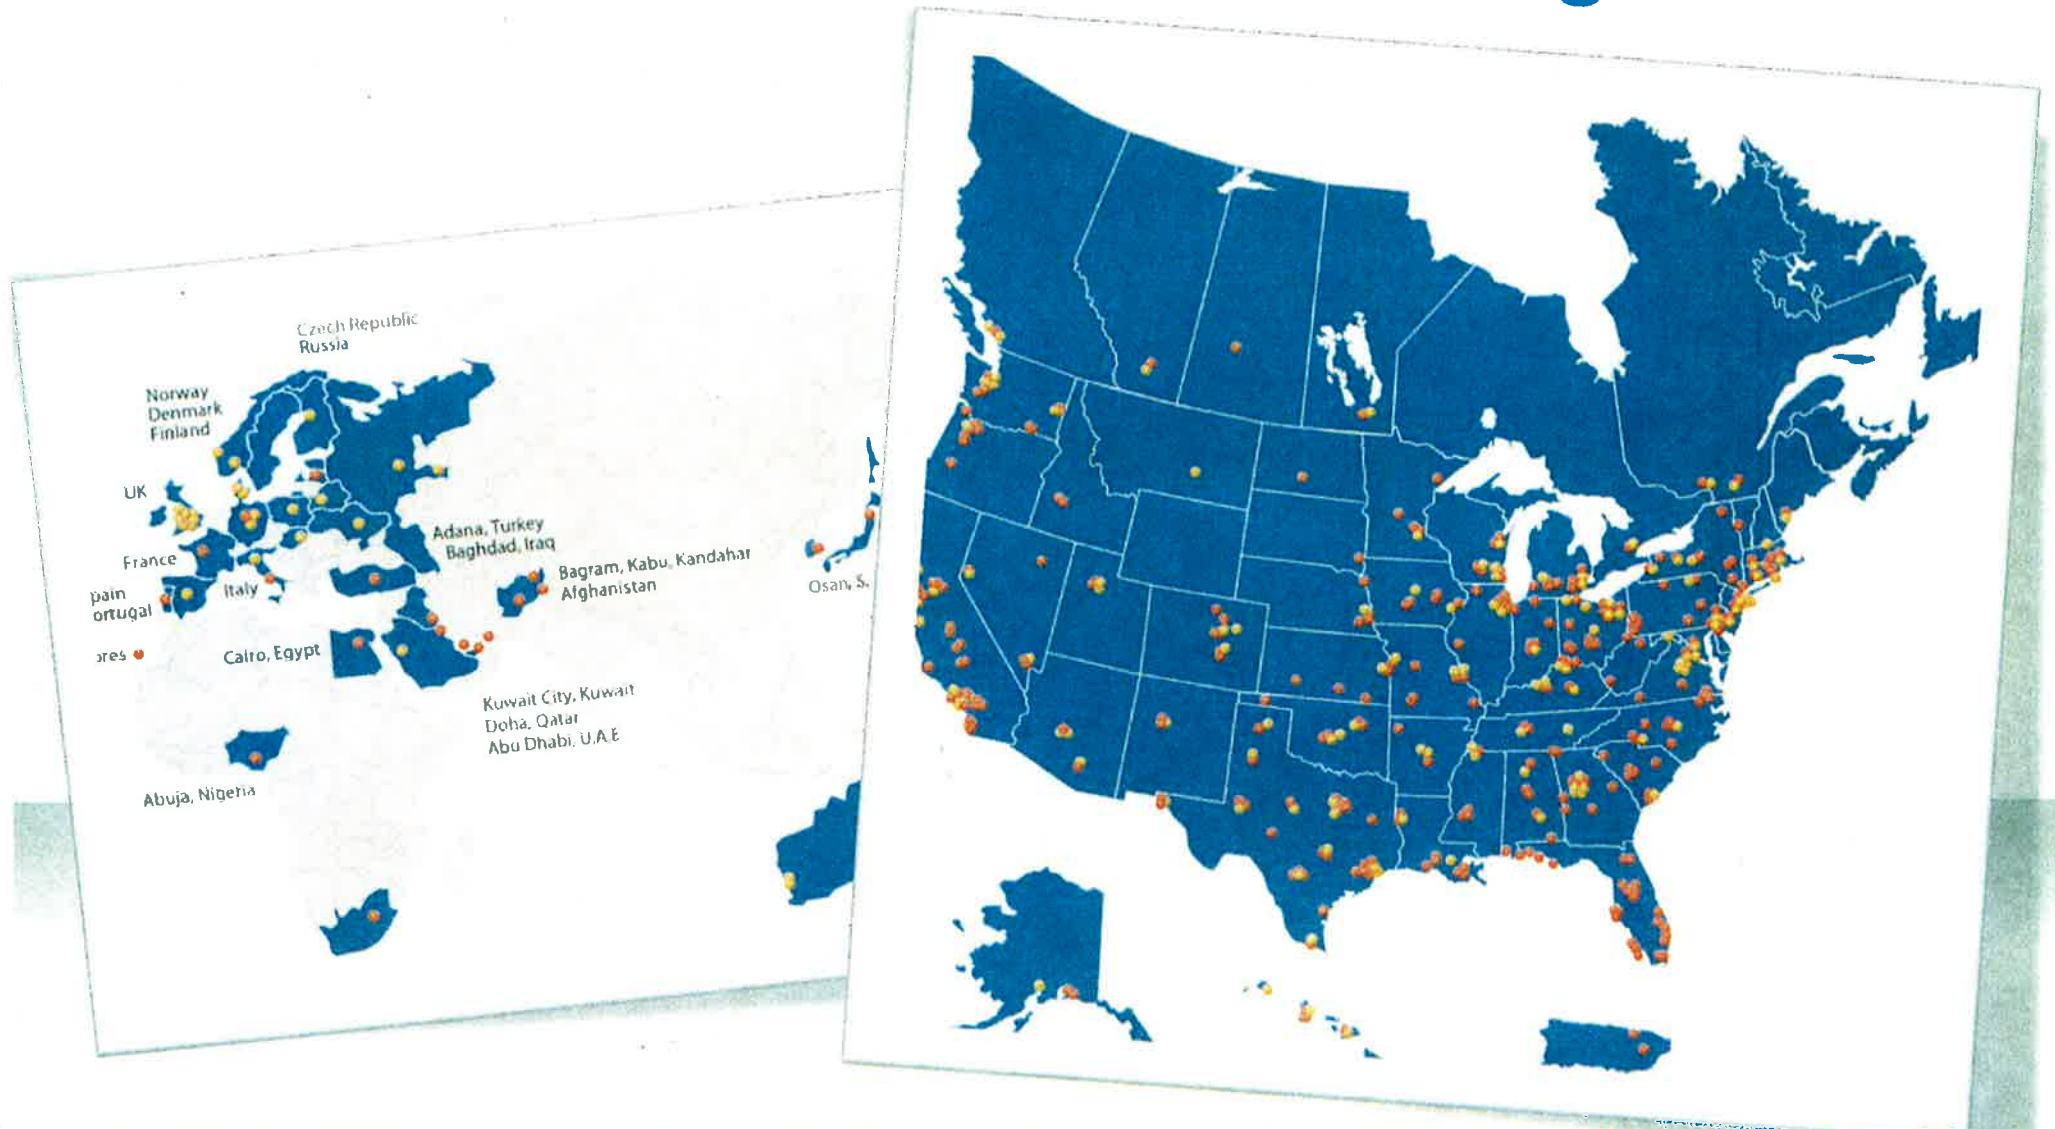 Czech Republic
Russia
Norway
Denmark
Finland
UK
France
pain
ortugal
Italy
ores
Adana, Turkey
Baghdad, Iraq
Bagram, Kabu, Kandahar
Afghanistan
Osan, S.
Cairo, Egypt
Kuwait City, Kuwait
Doha, Qatar
Abu Dhabi, U.A.E
Abuja, Nigeria